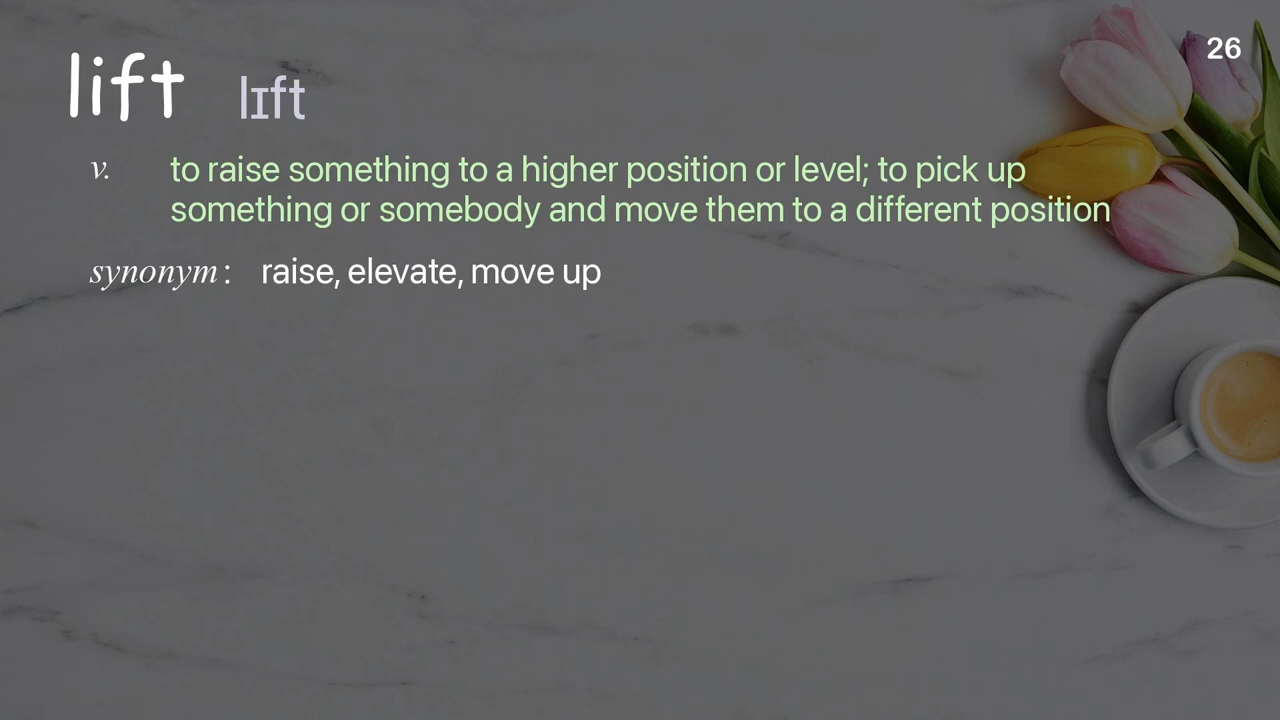 26
lift lɪft
v. to raise something to a higher position or level; to pick up
something or somebody and move them to a different position
synonym : raise, elevate, move up